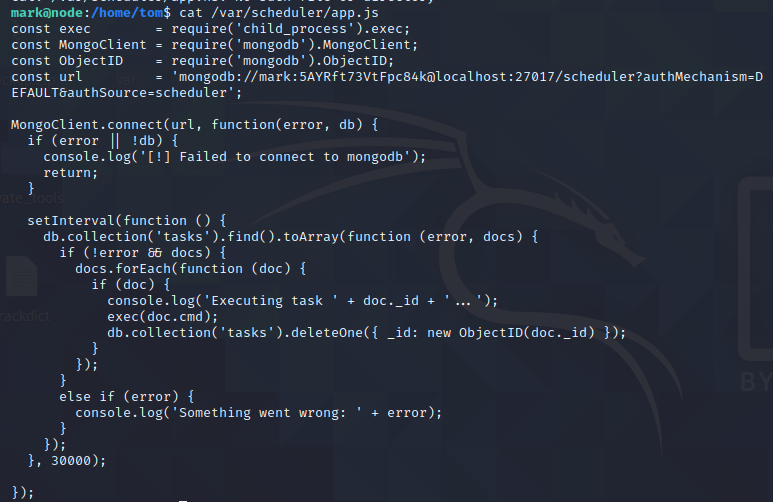 mark@node:/home/tom$ cat /var/scheduler/app.js
const exec        = require('child_process').exec;
const MongoClient = require('mongodb').MongoClient;
const ObjectID    = require('mongodb').ObjectID;
const url         = 'mongodb://mark:5AYRft73VtFpc84k@localhost:27017/scheduler?authMechanism=D
EFAULT&authSource=scheduler';

MongoClient.connect(url, function(error, db) {
  if (error || !db) {
    console.log('[!] Failed to connect to mongodb');
    return;
  }

  setInterval(function () {
    db.collection('tasks').find().toArray(function (error, docs) {
      if (!error && docs) {
        docs.forEach(function (doc) {
          if (doc) {
            console.log('Executing task ' + doc._id + '...');
            exec(doc.cmd);
            db.collection('tasks').deleteOne({ _id: new ObjectID(doc._id) });
          }
        });
      }
      else if (error) {
        console.log('Something went wrong: ' + error);
      }
    });
  }, 30000);

});